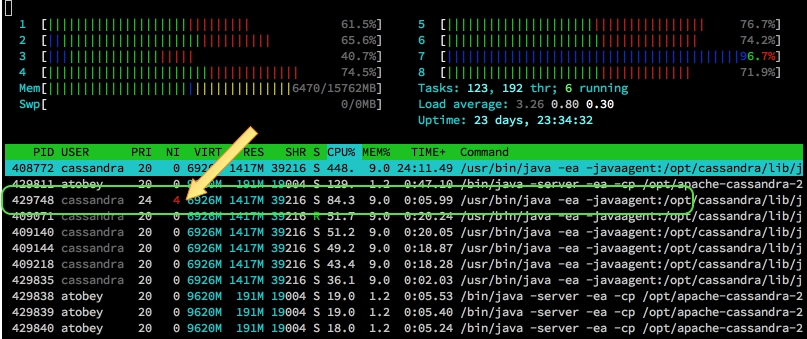 1 [ 61.5%] 5 [ 76.7%]
2 [ 65.6%] 6 [ 74.2%]
3 [ 40.7%] 7 [ 96.7%]
4 [ 74.5%] 8 [ 71.9%]
Mem[ 6470/15762MB] Tasks: 123, 192 thr; 6 running
Swp[ 0/0MB] Load average: 3.26 0.80 0.30
Uptime: 23 days, 23:34:32
PID USER PRI NI VIRT RES SHR S CPU% MEM% TIME+ Command
408772 cassandra 20 0 6926M 1417M 39216 S 448. 9.0 24:11.49 /usr/bin/java -ea -javaagent:/opt/cassandra/lib/j
429811 atobey 20 0 9620M 191M 19004 S 129. 1.2 0:47.10 /bin/java -server -ea -cp /opt/apache-cassandra-2
429748 cassandra 24 4 6926M 1417M 39216 S 84.3 9.0 0:05.99 /usr/bin/java -ea -javaagent:/opt/cassandra/lib/j
409071 cassandra 20 0 6926M 1417M 39216 R 51.7 9.0 0:20.24 /usr/bin/java -ea -javaagent:/opt/cassandra/lib/j
409140 cassandra 20 0 6926M 1417M 39216 S 51.2 9.0 0:20.05 /usr/bin/java -ea -javaagent:/opt/cassandra/lib/j
409144 cassandra 20 0 6926M 1417M 39216 S 49.2 9.0 0:18.87 /usr/bin/java -ea -javaagent:/opt/cassandra/lib/j
409218 cassandra 20 0 6926M 1417M 39216 S 43.4 9.0 0:18.28 /usr/bin/java -ea -javaagent:/opt/cassandra/lib/j
429835 cassandra 20 0 6926M 1417M 39216 S 36.1 9.0 0:02.03 /usr/bin/java -ea -javaagent:/opt/cassandra/lib/j
429838 atobey 20 0 9620M 191M 19004 S 19.0 1.2 0:05.53 /bin/java -server -ea -cp /opt/apache-cassandra-2
429839 atobey 20 0 9620M 191M 19004 S 19.0 1.2 0:05.40 /bin/java -server -ea -cp /opt/apache-cassandra-2
429840 atobey 20 0 9620M 191M 19004 S 18.0 1.2 0:05.24 /bin/java -server -ea -cp /opt/apache-cassandra-2